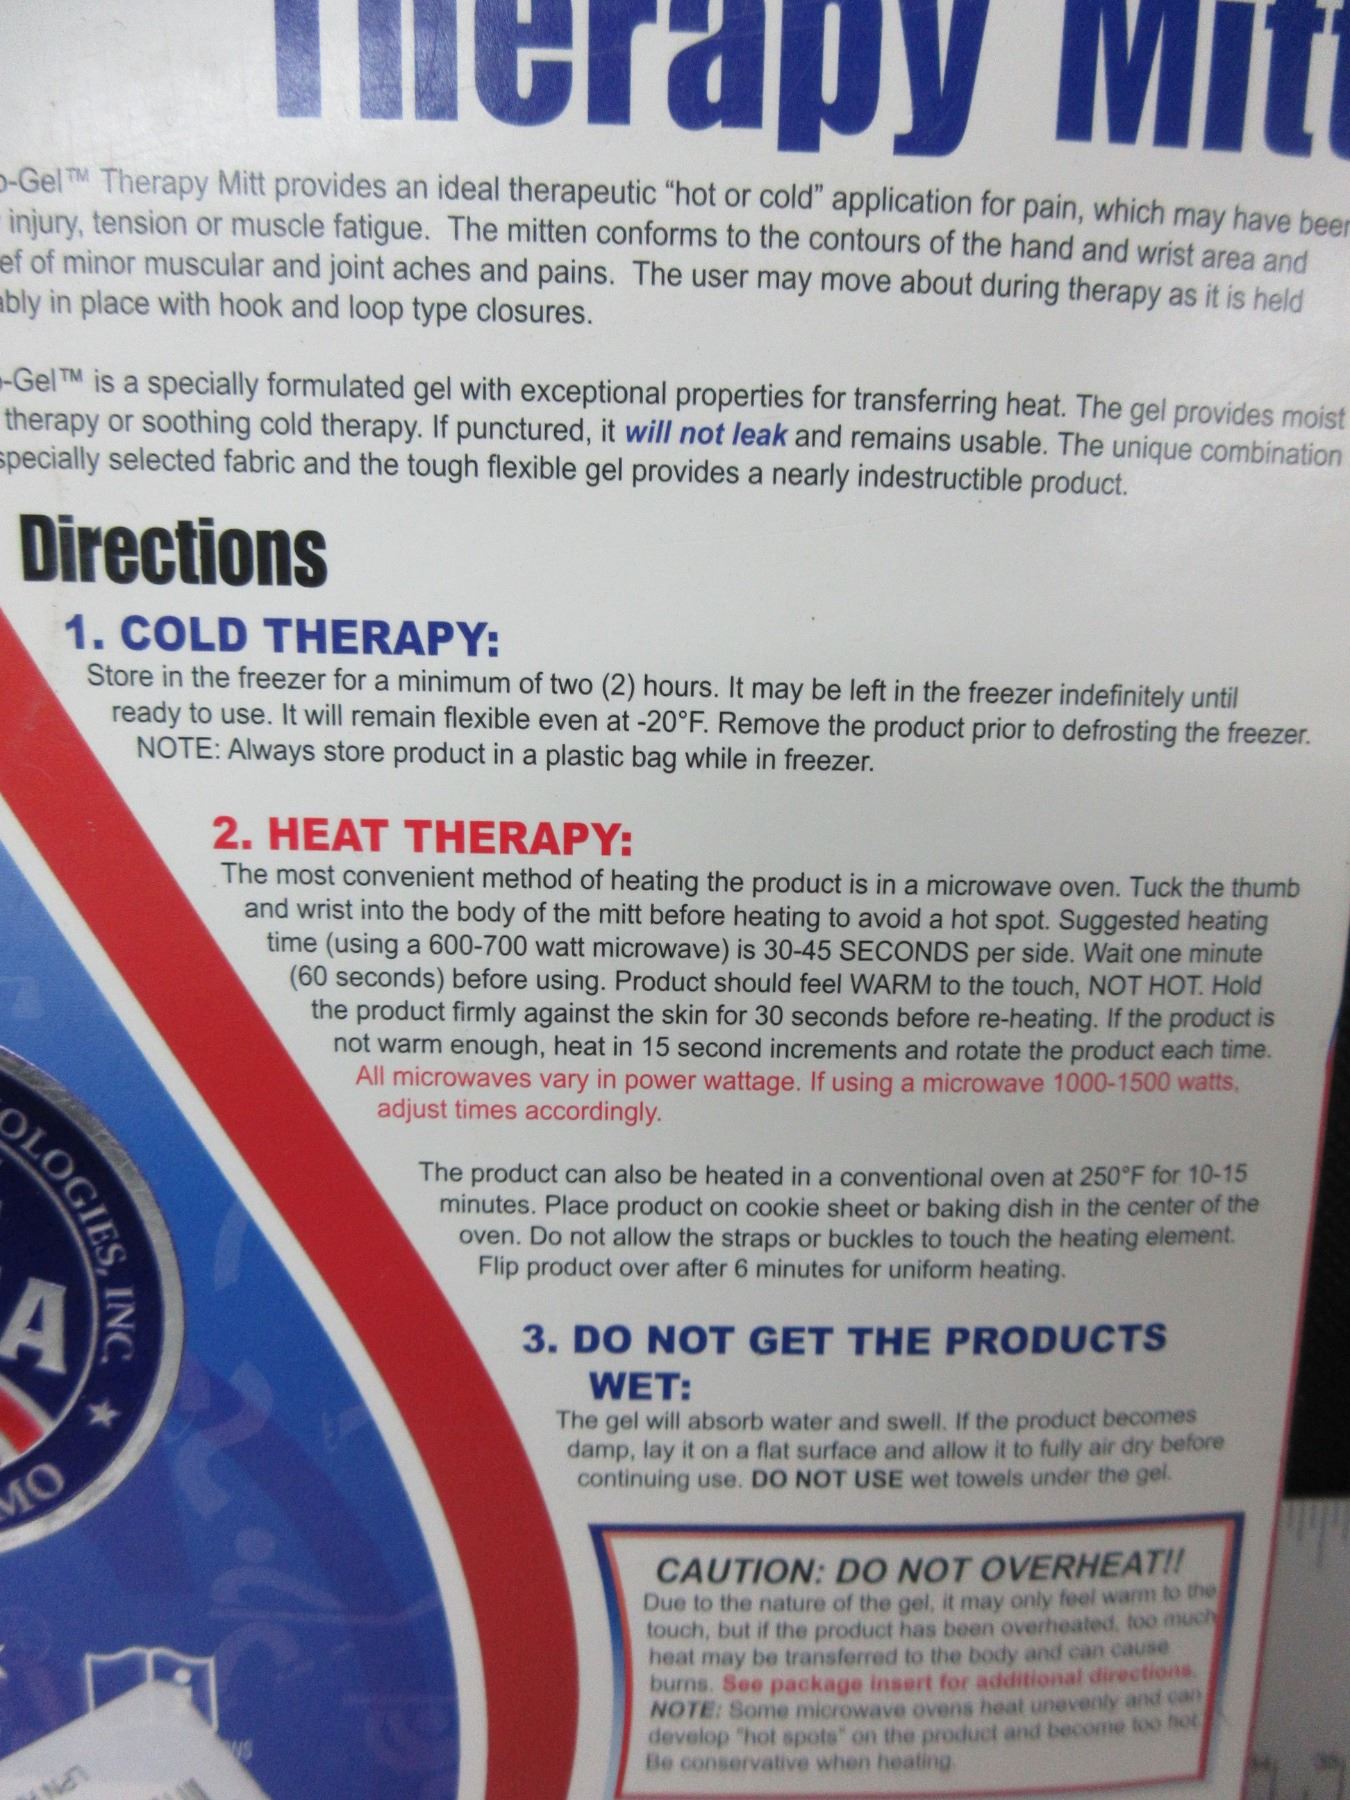 Therapy Mitt
o-Gel™ Therapy Mitt provides an ideal therapeutic “hot or cold” application for pain, which may have been
injury, tension or muscle fatigue. The mitten conforms to the contours of the hand and wrist area and
ef of minor muscular and joint aches and pains. The user may move about during therapy as it is held
ably in place with hook and loop type closures.
o-Gel™ is a specially formulated gel with exceptional properties for transferring heat. The gel provides moist
therapy or soothing cold therapy. If punctured, it will not leak and remains usable. The unique combination
specially selected fabric and the tough flexible gel provides a nearly indestructible product.
Directions
1. COLD THERAPY:
Store in the freezer for a minimum of two (2) hours. It may be left in the freezer indefinitely until
ready to use. It will remain flexible even at -20°F. Remove the product prior to defrosting the freezer.
NOTE: Always store product in a plastic bag while in freezer.
2. HEAT THERAPY:
The most convenient method of heating the product is in a microwave oven. Tuck the thumb
and wrist into the body of the mitt before heating to avoid a hot spot. Suggested heating
time (using a 600-700 watt microwave) is 30-45 SECONDS per side. Wait one minute
(60 seconds) before using. Product should feel WARM to the touch, NOT HOT. Hold
the product firmly against the skin for 30 seconds before re-heating. If the product is
not warm enough, heat in 15 second increments and rotate the product each time.
All microwaves vary in power wattage. If using a microwave 1000-1500 watts,
adjust times accordingly.
The product can also be heated in a conventional oven at 250°F for 10-15
minutes. Place product on cookie sheet or baking dish in the center of the
oven. Do not allow the straps or buckles to touch the heating element.
Flip product over after 6 minutes for uniform heating.
3. DO NOT GET THE PRODUCTS
WET:
The gel will absorb water and swell. If the product becomes
damp, lay it on a flat surface and allow it to fully air dry before
continuing use. DO NOT USE wet towels under the gel.
CAUTION: DO NOT OVERHEAT!!
Due to the nature of the gel, it may only feel warm to the
touch, but if the product has been overheated, too much
heat may be transferred to the body and can cause
burns. See package insert for additional directions.
NOTE: Some microwave ovens heat unevenly and can
develop "hot spots" on the product and become too hot.
Be conservative when heating.
OLOGIES, INC.
A
MO